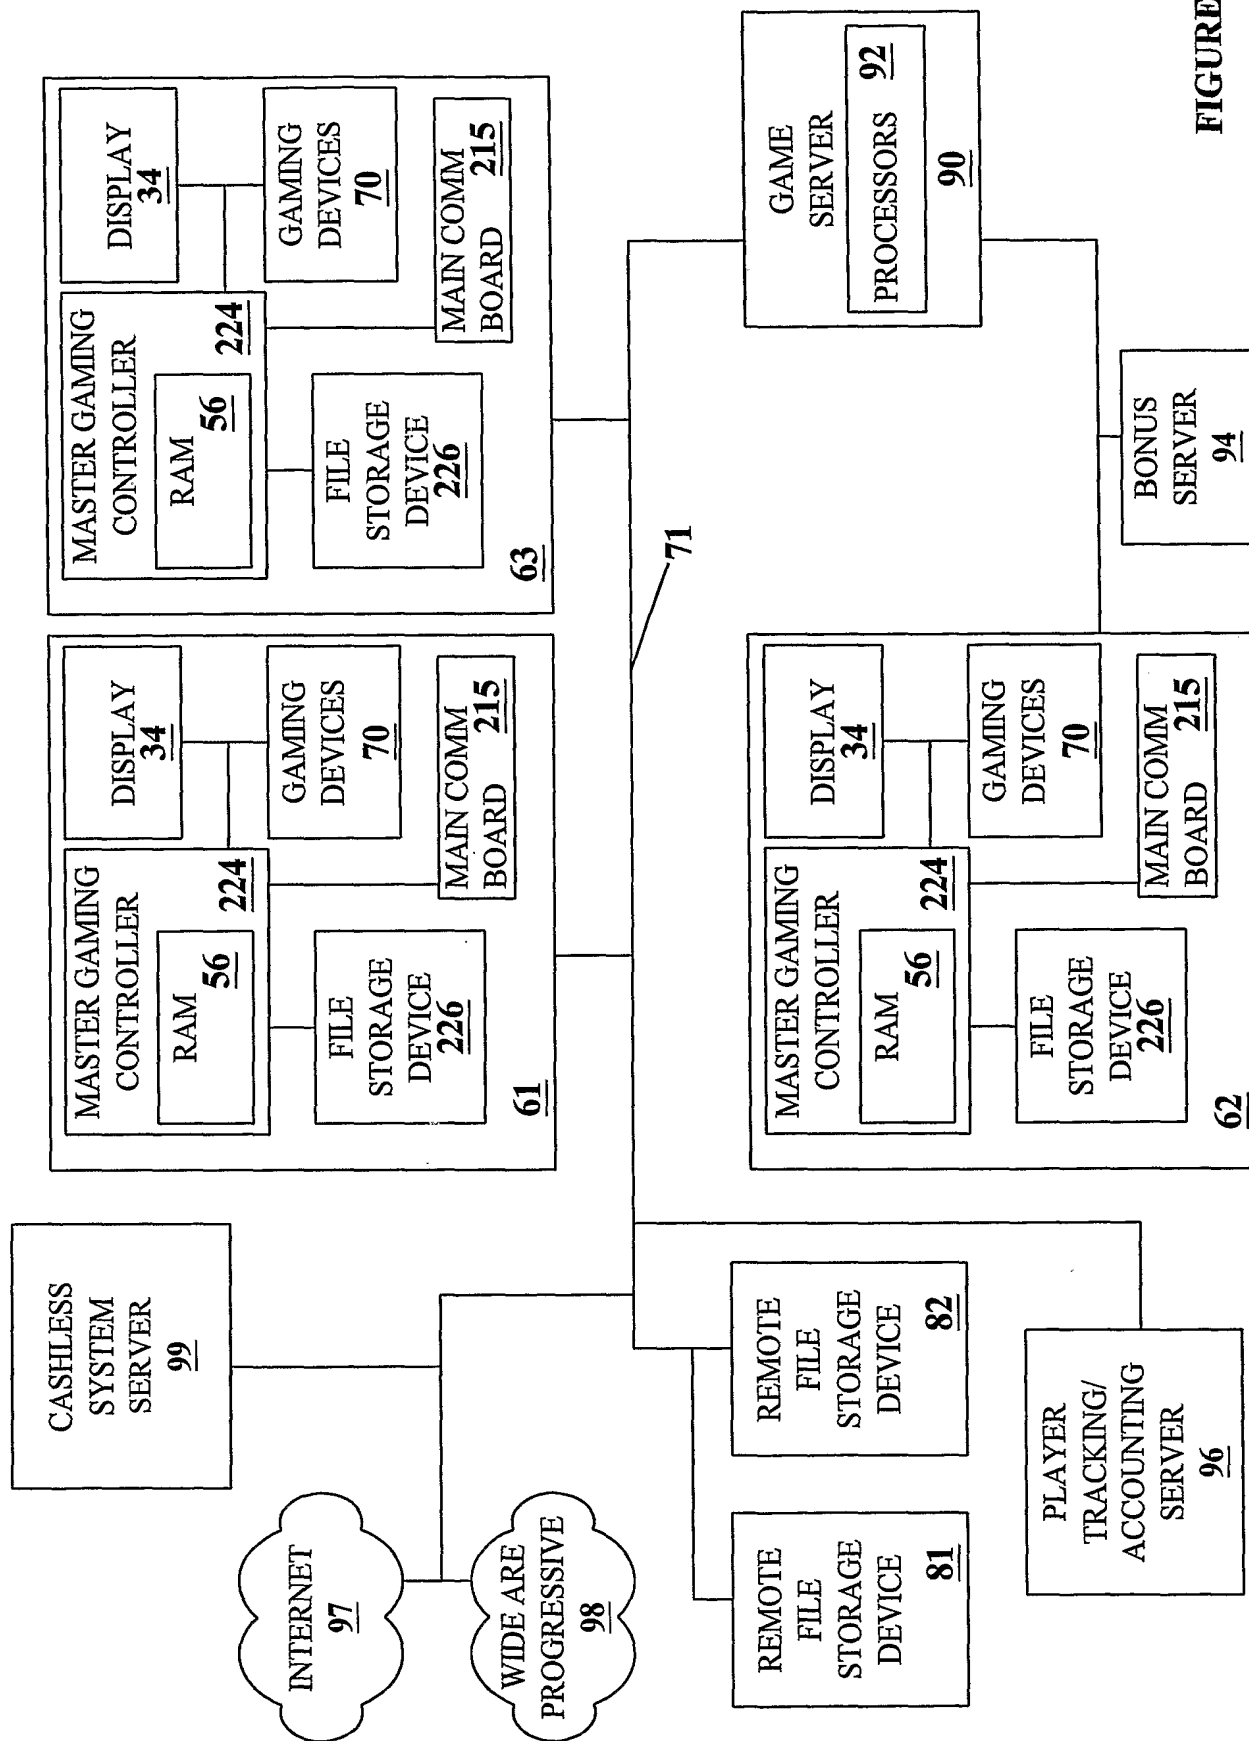 CASHLESS
SYSTEM
SERVER
99
INTERNET
97
WIDE ARE
PROGRESSIVE
98
MASTER GAMING
CONTROLLER
224
RAM
56
DISPLAY
34
GAMING
DEVICES
70
FILE
STORAGE
DEVICE
226
MAIN COMM
BOARD
215
61
MASTER GAMING
CONTROLLER
224
RAM
56
DISPLAY
34
GAMING
DEVICES
70
FILE
STORAGE
DEVICE
226
MAIN COMM
BOARD
215
63
71
REMOTE
FILE
STORAGE
DEVICE
81
REMOTE
FILE
STORAGE
DEVICE
82
PLAYER
TRACKING/
ACCOUNTING
SERVER
96
MASTER GAMING
CONTROLLER
224
RAM
56
DISPLAY
34
GAMING
DEVICES
70
FILE
STORAGE
DEVICE
226
MAIN COMM
BOARD
215
62
GAME
SERVER
PROCESSORS
92
90
BONUS
SERVER
94
FIGURE